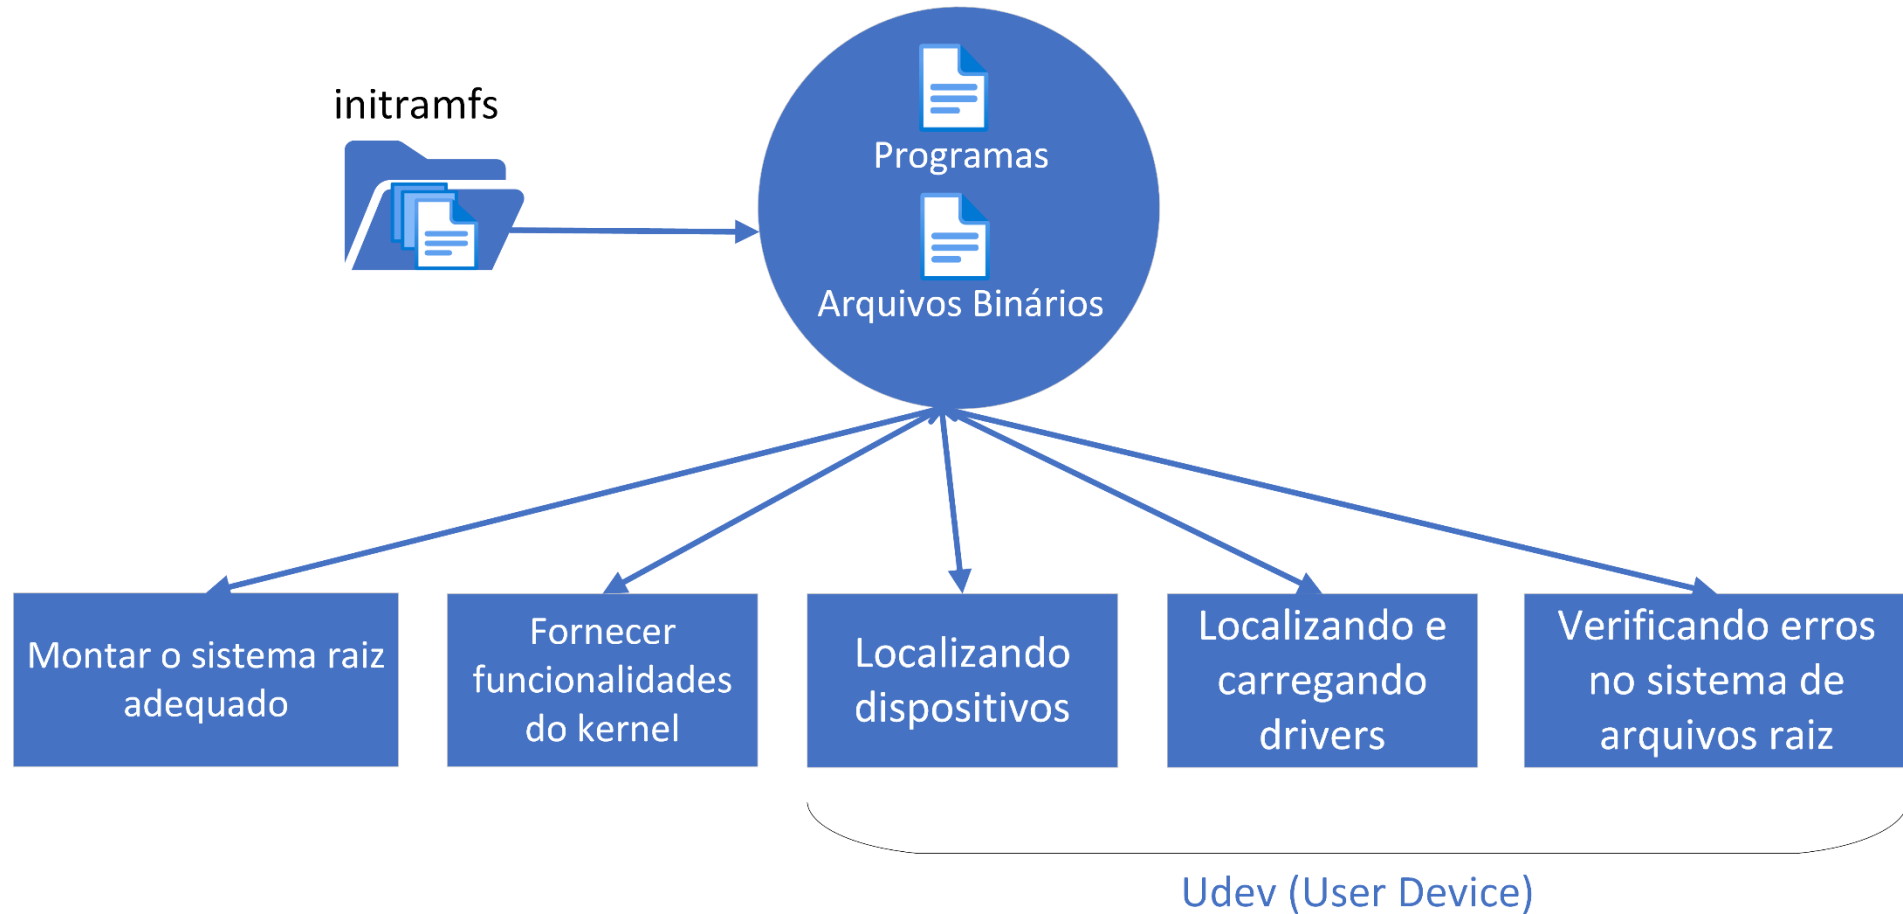 initramfs
Programas
Arquivos Binários
Montar o sistema raiz
adequado
Fornecer
funcionalidades
do kernel
Localizando
dispositivos
Localizando e
carregando
drivers
Verificando erros
no sistema de
arquivos raiz
Udev (User Device)